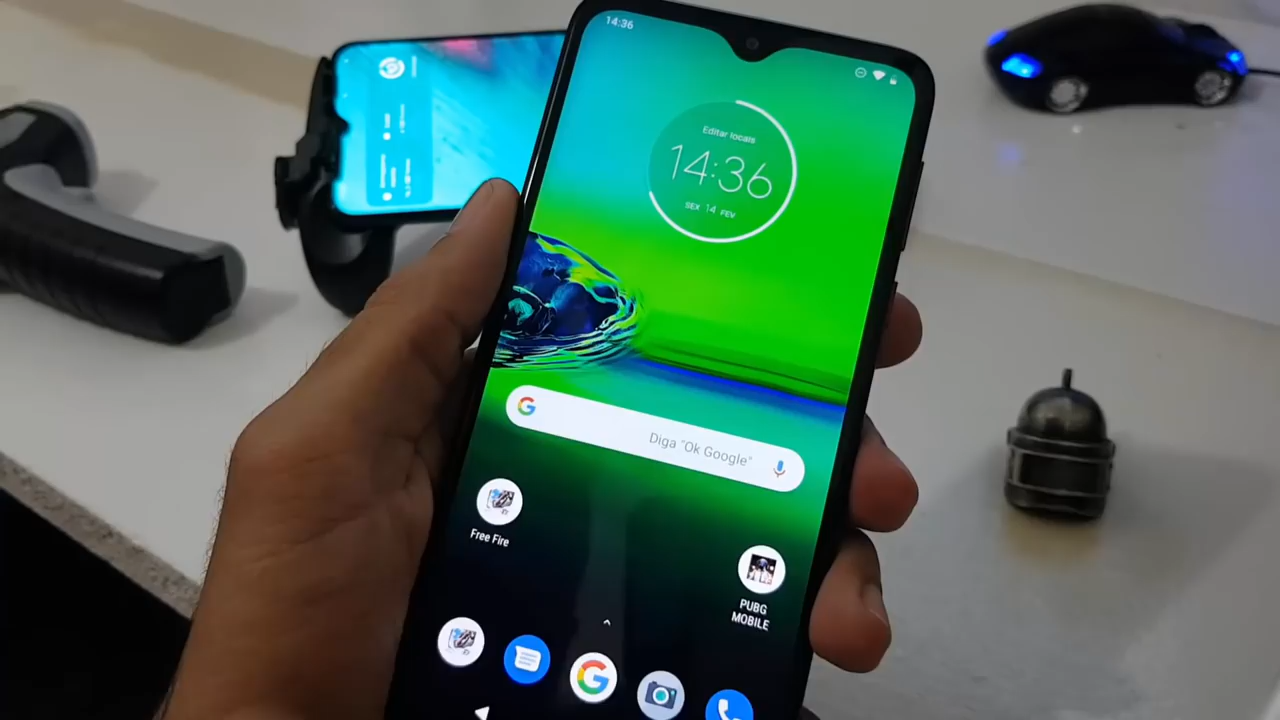 14:36
Editar locais
14:36
SEX 14 FEV
Diga "Ok Google"
Free Fire
PUBG
MOBILE